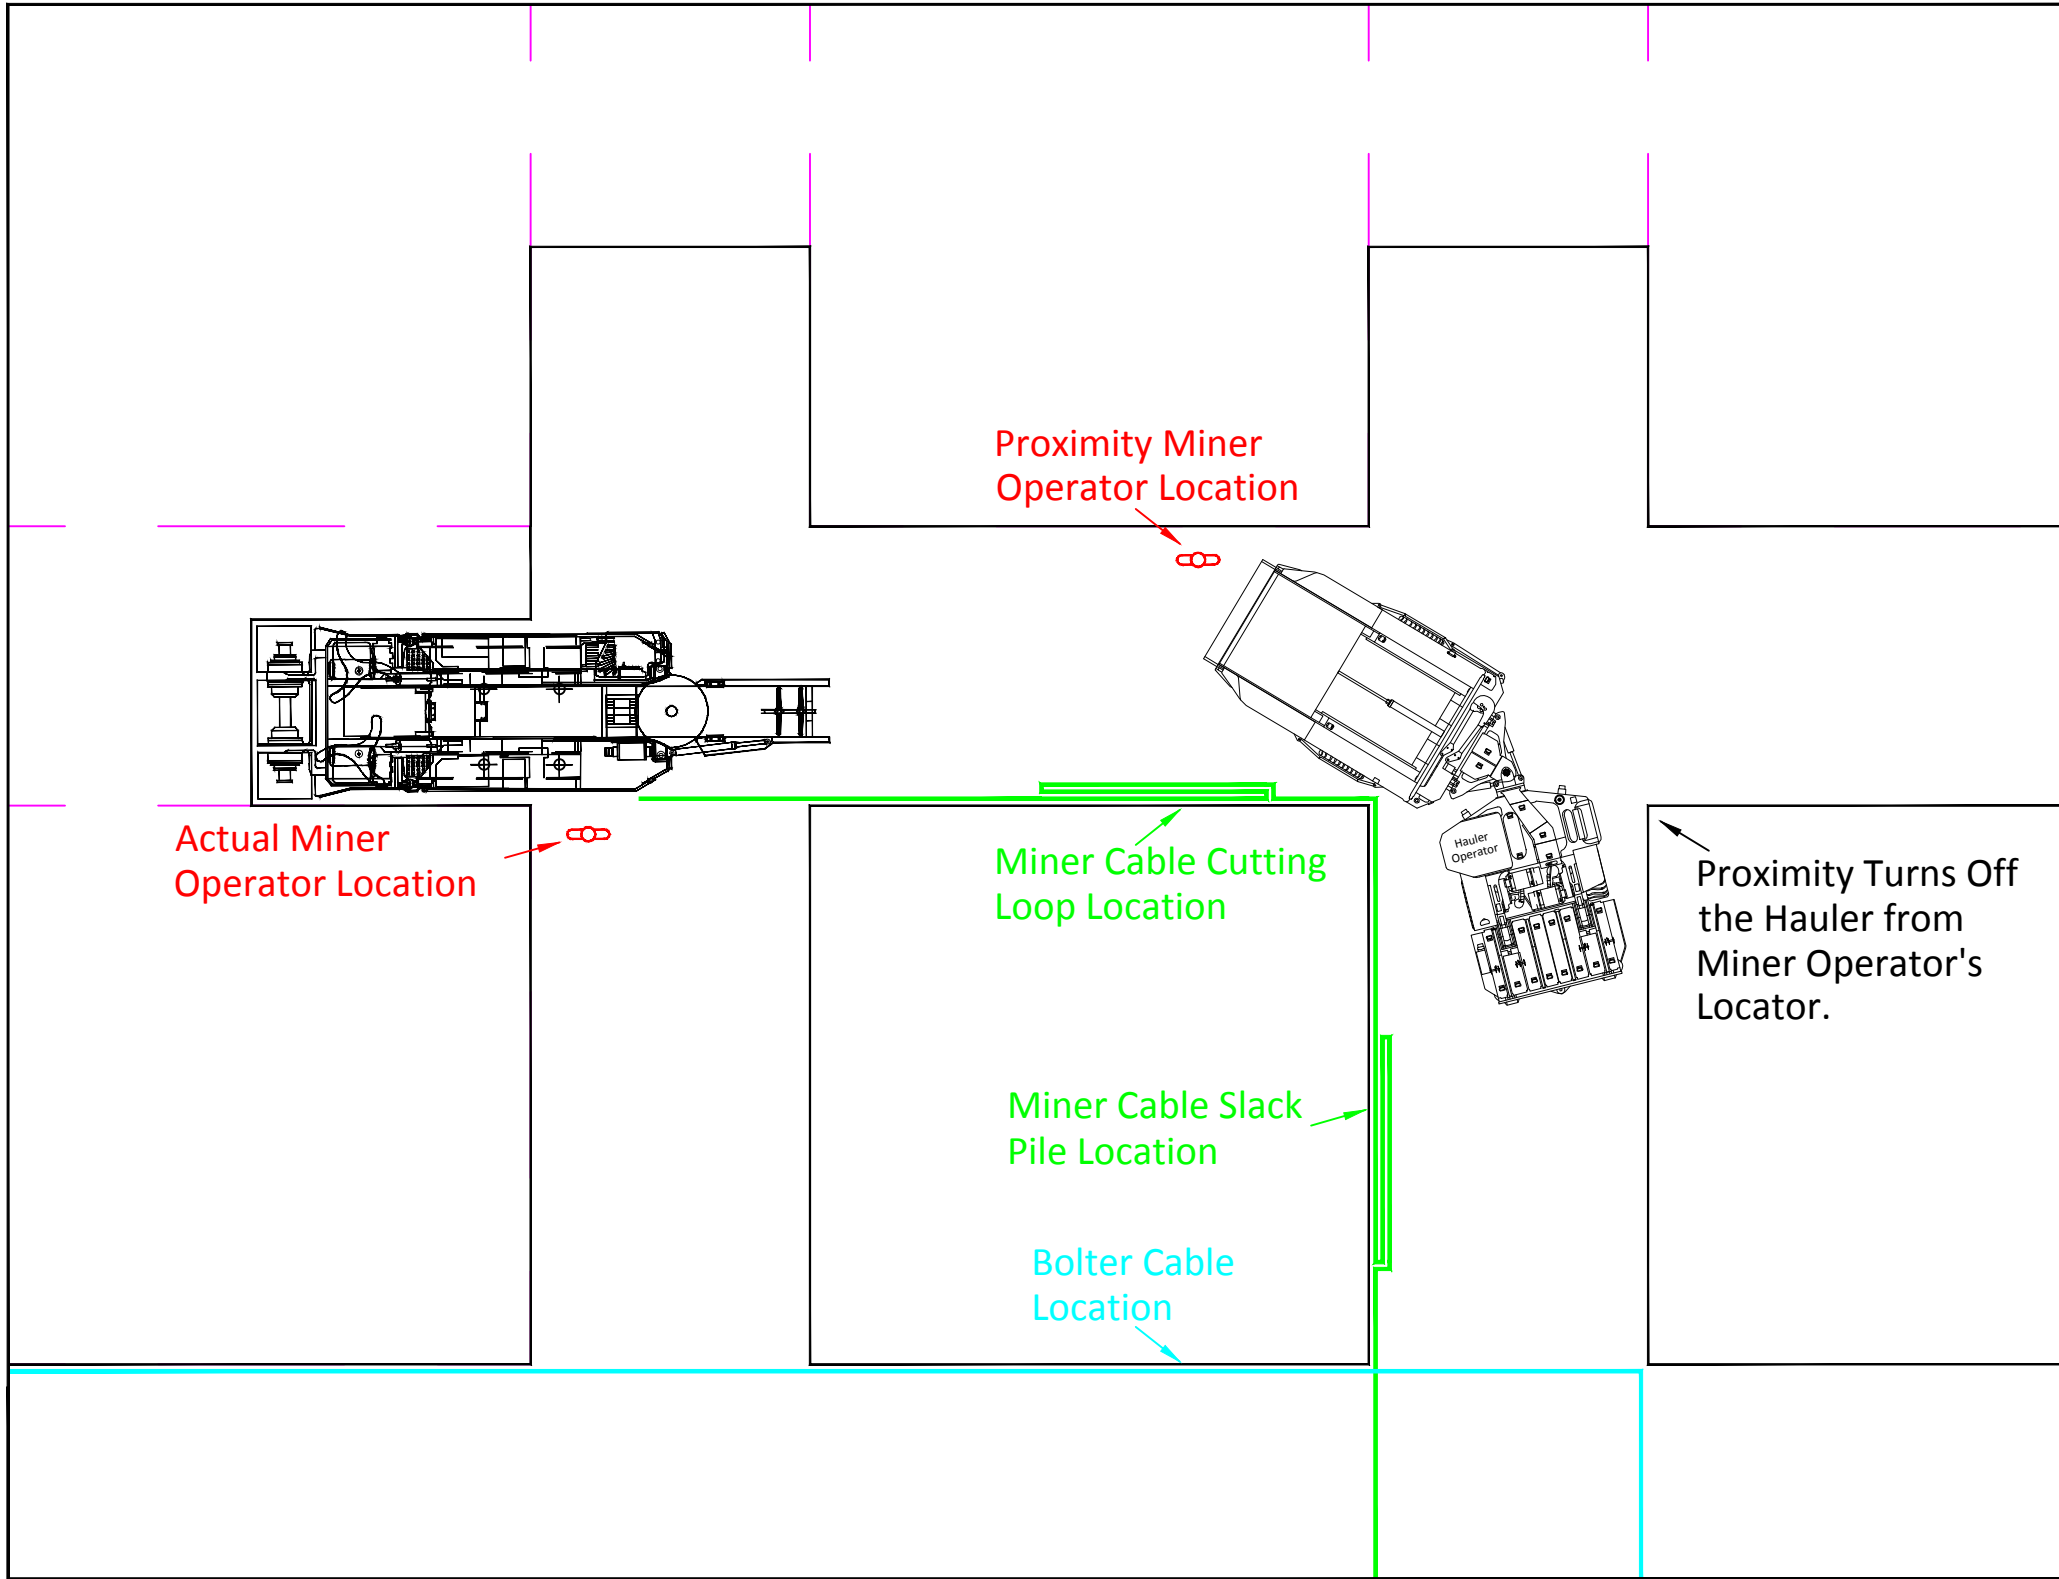 Proximity Miner
Operator Location
Actual Miner
Operator Location
Miner Cable Cutting
Loop Location
Hauler
Operator
Proximity Turns Off
the Hauler from
Miner Operator's
Locator.
Miner Cable Slack
Pile Location
Bolter Cable
Location